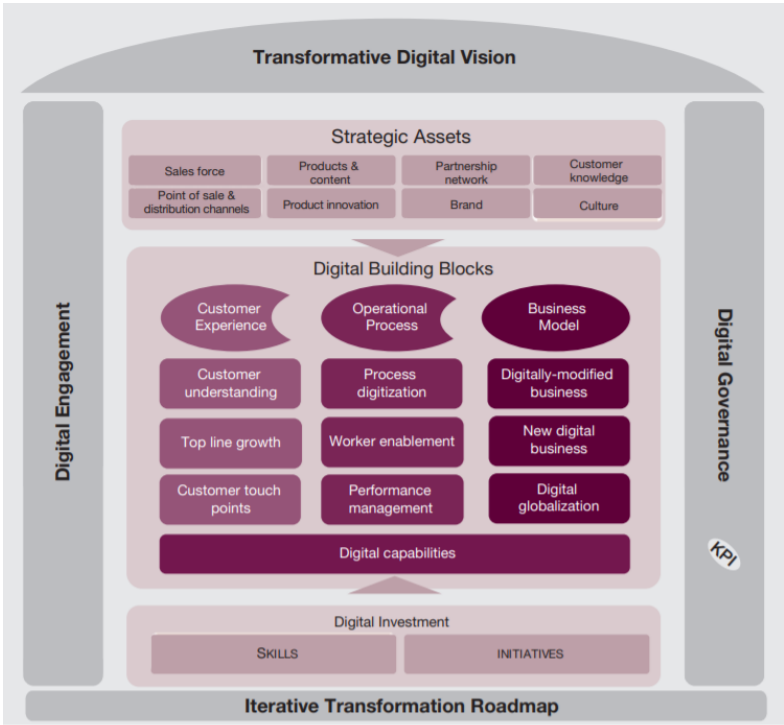 Transformative Digital Vision
Digital Engagement
Strategic Assets
Sales force
Products &
content
Partnership
network
Customer
knowledge
Point of sale &
distribution channels
Product innovation
Brand
Culture
Digital Building Blocks
Customer
Experience
Operational
Process
Business
Model
Customer
understanding
Process
digitization
Digitally-modified
business
Top line growth
Worker enablement
New digital
business
Customer touch
points
Performance
management
Digital
globalization
Digital capabilities
Digital Investment
SKILLS
INITIATIVES
Digital Governance
KPI
Iterative Transformation Roadmap